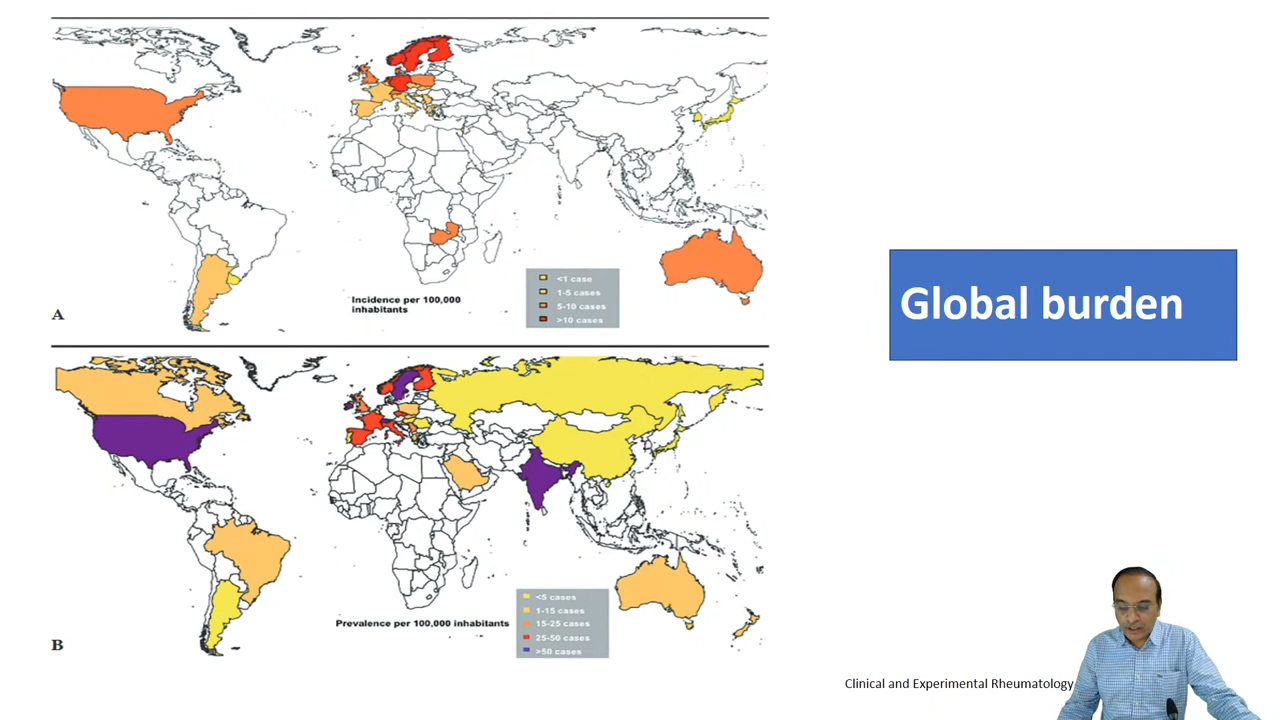 Incidence per 100,000
inhabitants
<1 case
1-5 cases
5-10 cases
>10 cases
A
Global burden
Prevalence per 100,000 inhabitants
<5 cases
1-15 cases
15-25 cases
25-50 cases
>50 cases
B
Clinical and Experimental Rheumatology